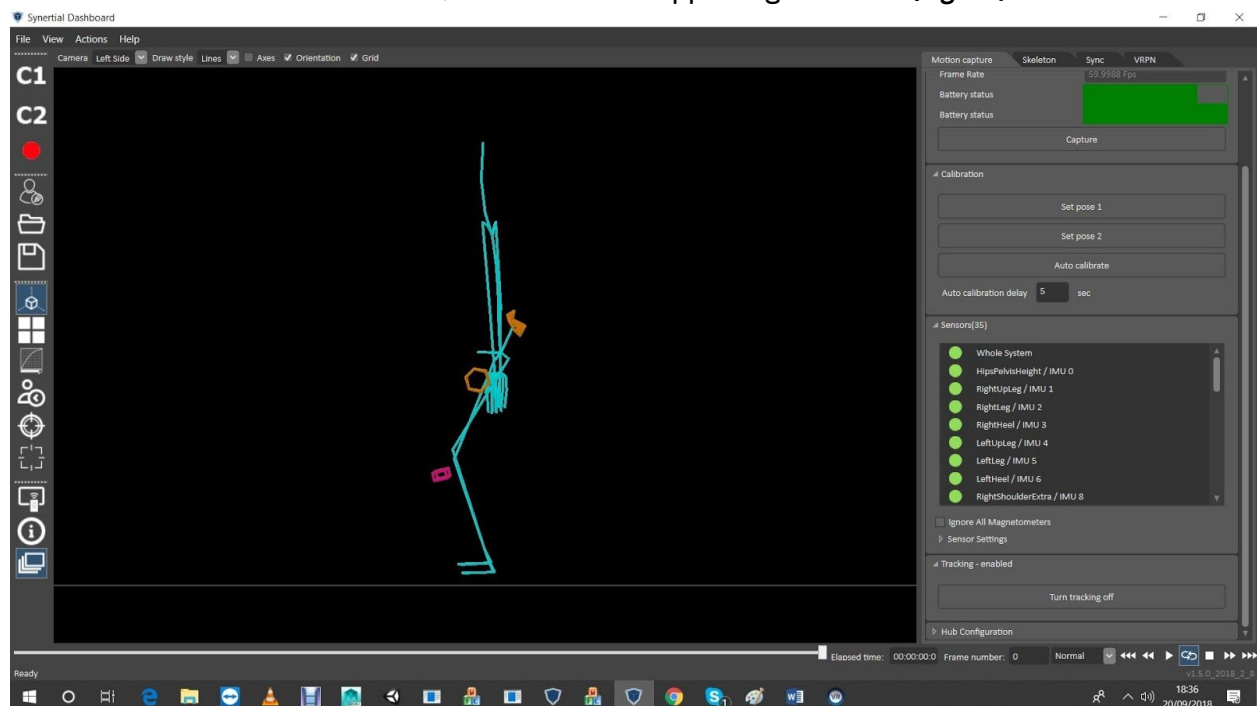 Synertial Dashboard
File View Actions Help
Camera Left Side Draw style Lines Axes Orientation Grid
C1
C2
Motion capture Skeleton Sync VRPN
Frame Rate 59.9988 Fps
Battery status
Battery status
Capture
Calibration
Set pose 1
Set pose 2
Auto calibrate
Auto calibration delay 5 sec
Sensors(35)
Whole System
HipsPelvisHeight / IMU 0
RightUpLeg / IMU 1
RightLeg / IMU 2
RightHeel / IMU 3
LeftUpLeg / IMU 4
LeftLeg / IMU 5
LeftHeel / IMU 6
RightShoulderExtra / IMU 8
Ignore All Magnetometers
Sensor Settings
Tracking - enabled
Turn tracking off
Hub Configuration
Elapsed time: 00:00:00:0 Frame number: 0 Normal
Ready
v1.5.0_2018_2_8
18:36
20/09/2018